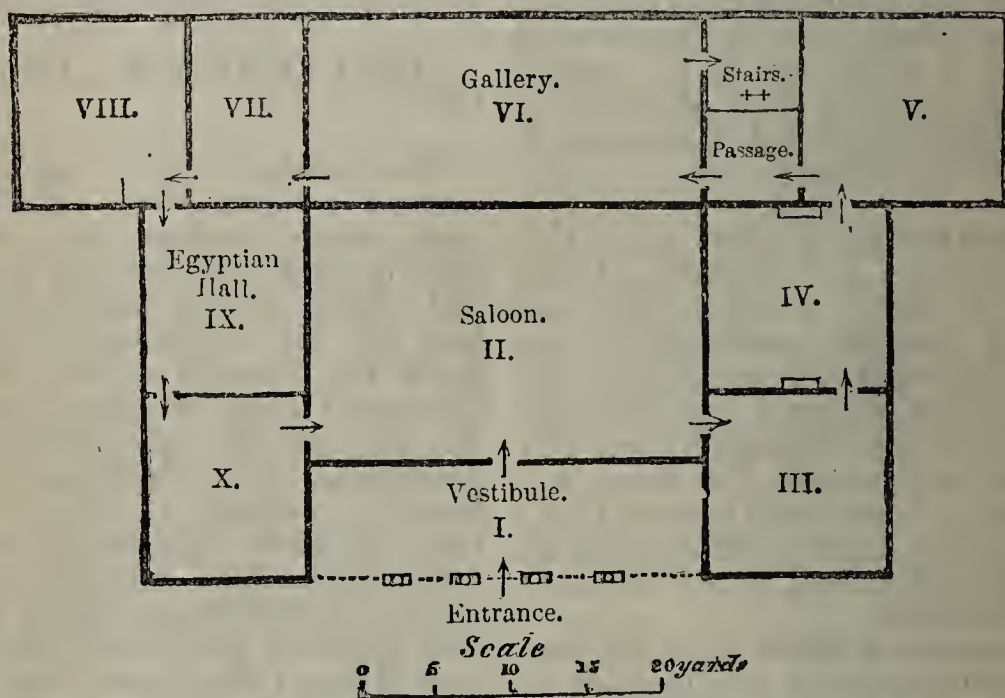 VIII.
VII.
Gallery.
VI.
Stairs.
Passage.
V.
Egyptian
Hall.
IX.
Saloon.
II.
IV.
X.
Vestibule.
I.
III.
Entrance.
Scale
0 5 10 15 20 yards